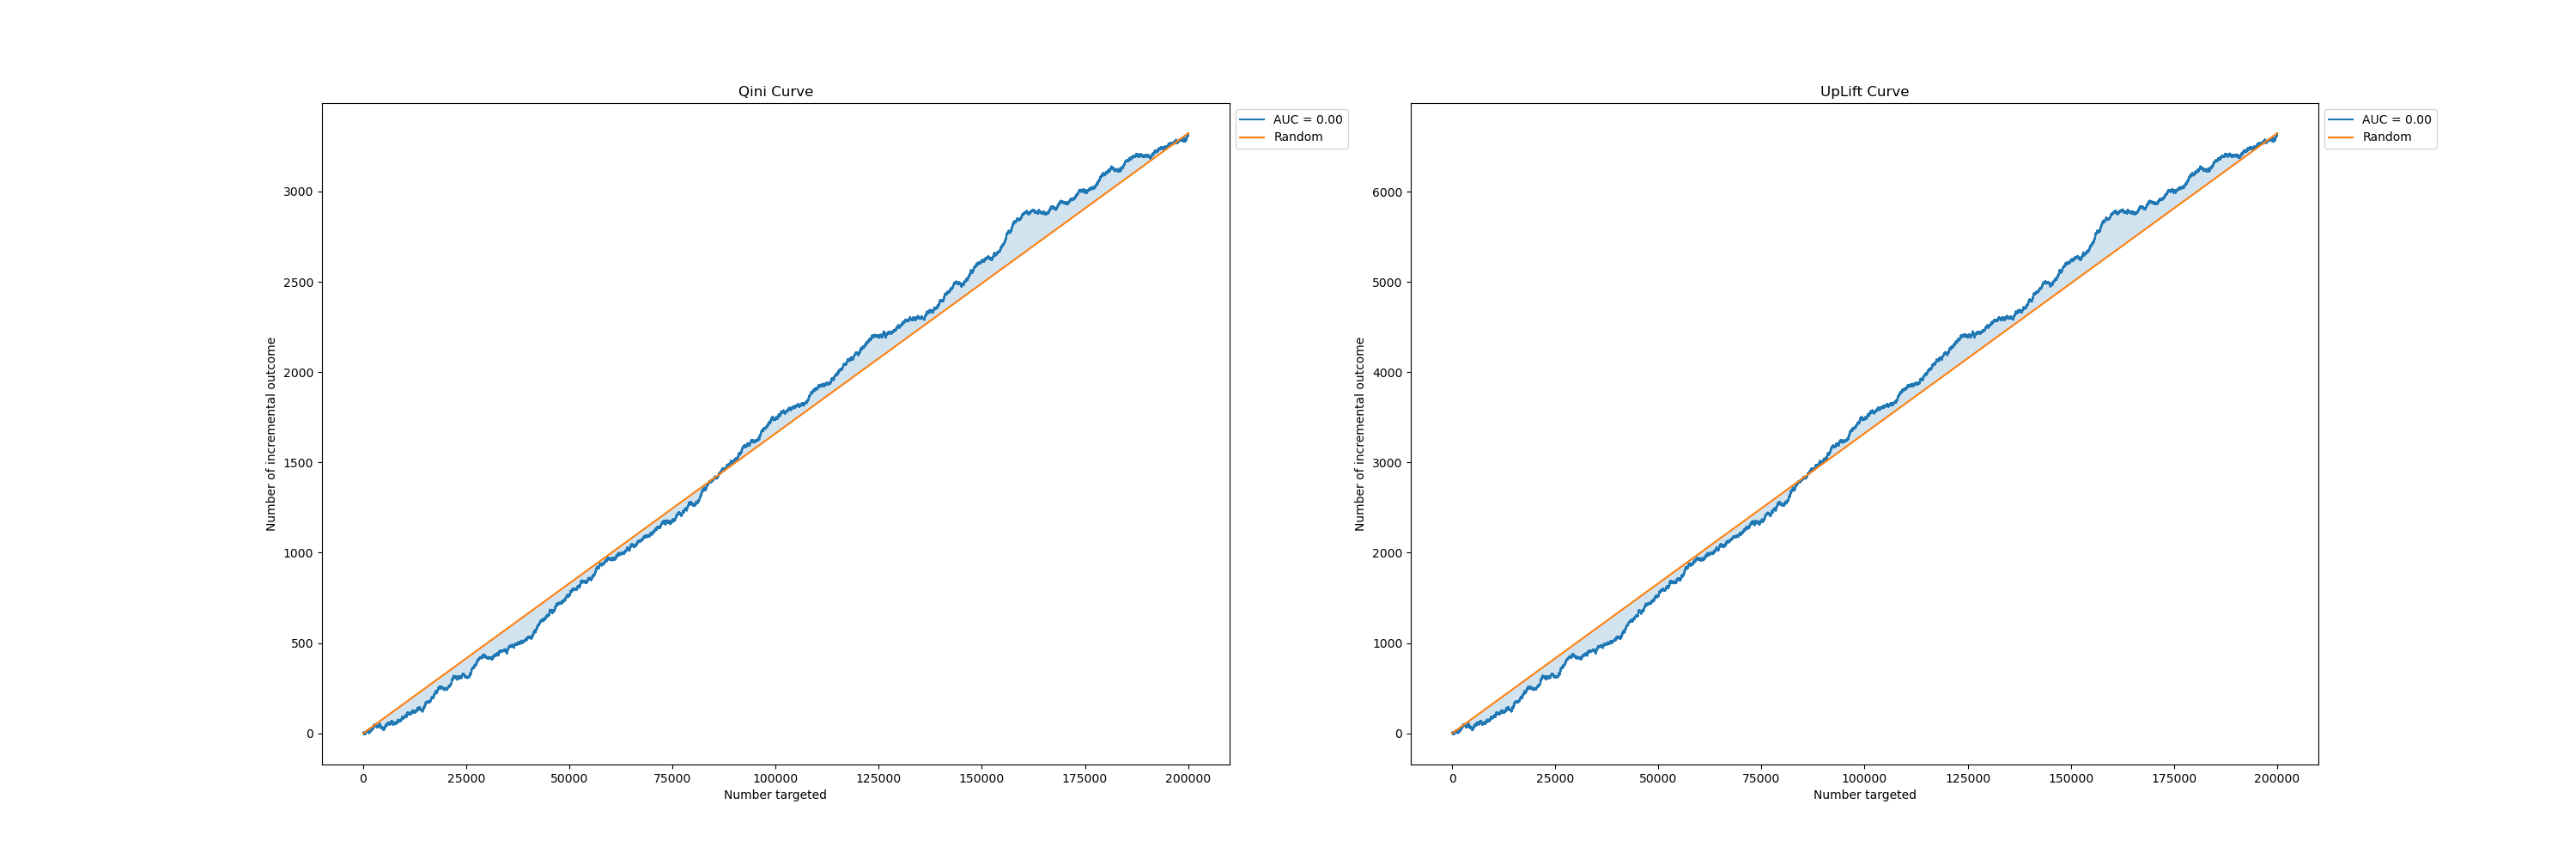 Qini Curve
AUC = 0.00
Random
Number of incremental outcome
3000
2500
2000
1500
1000
500
0
0 25000 50000 75000 100000 125000 150000 175000 200000
Number targeted
UpLift Curve
AUC = 0.00
Random
Number of incremental outcome
6000
5000
4000
3000
2000
1000
0
0 25000 50000 75000 100000 125000 150000 175000 200000
Number targeted